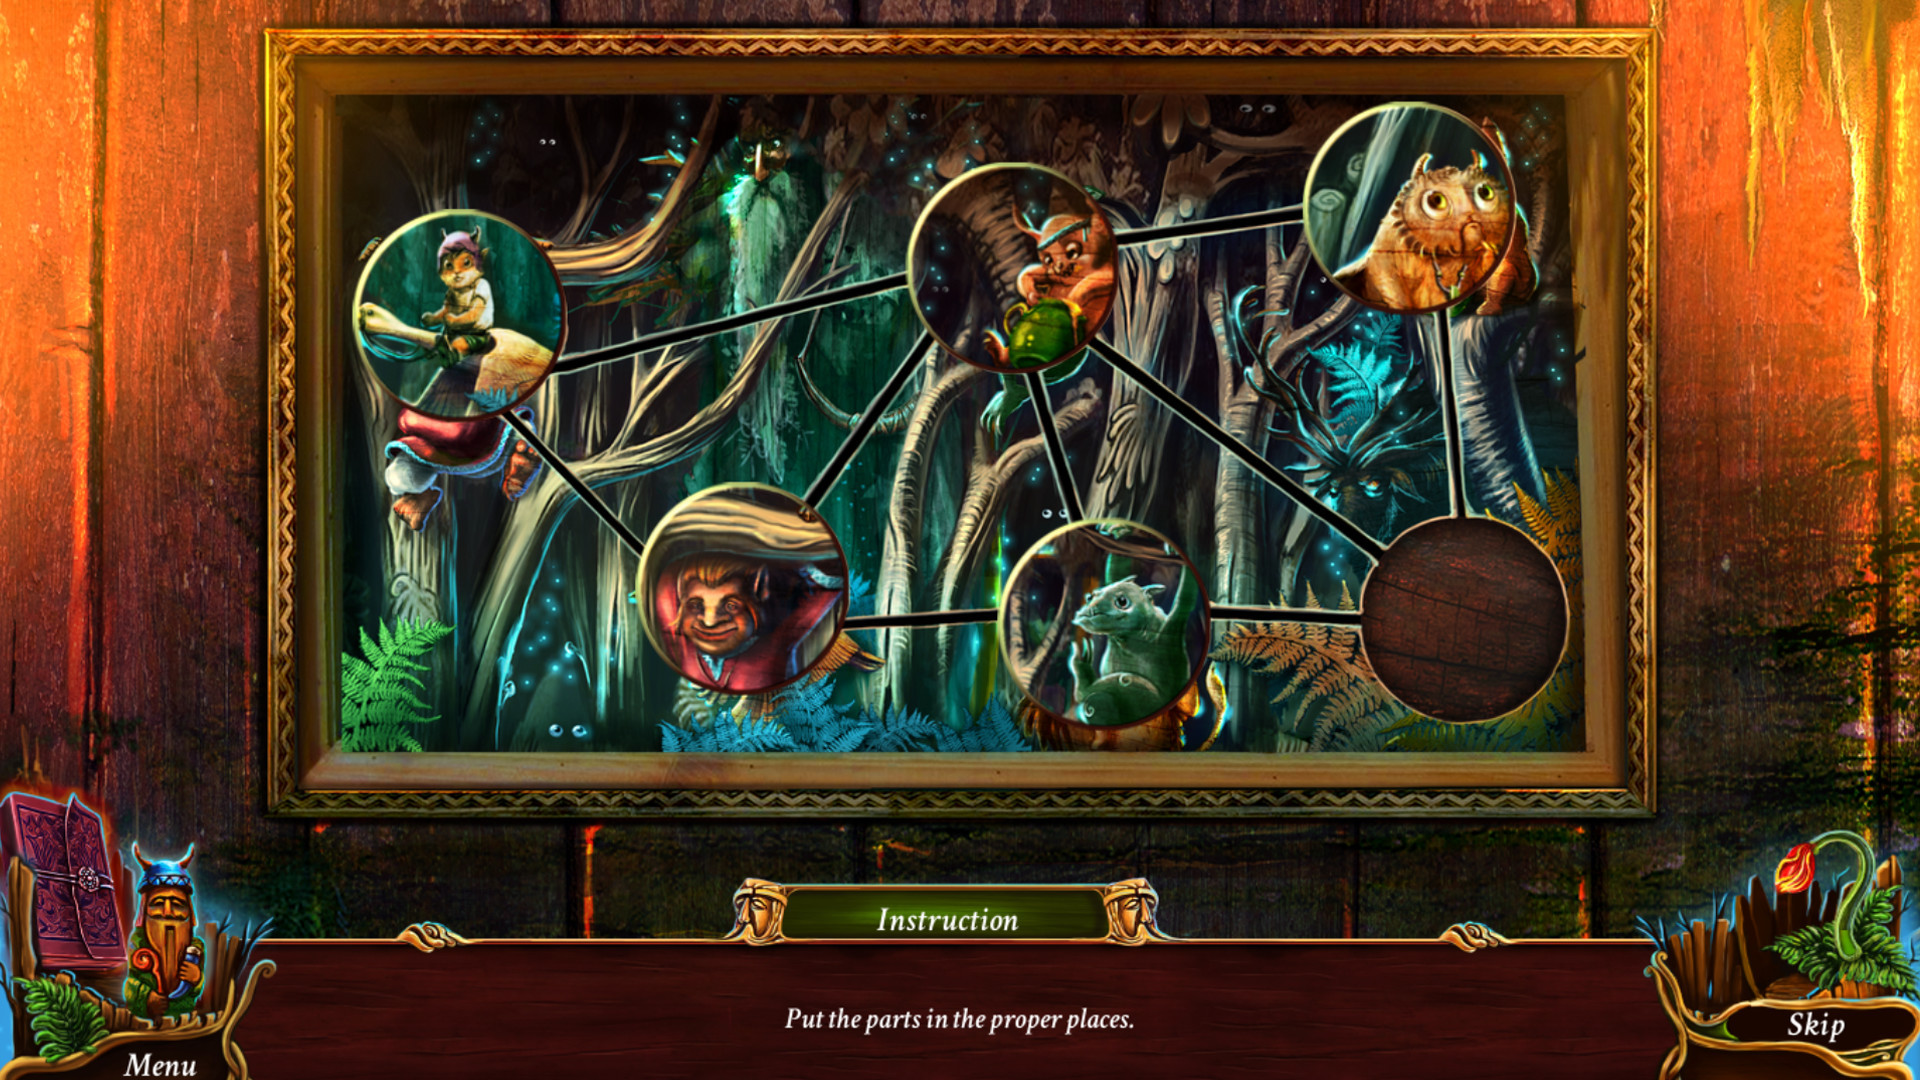 Instruction
Put the parts in the proper places.
Menu
Skip